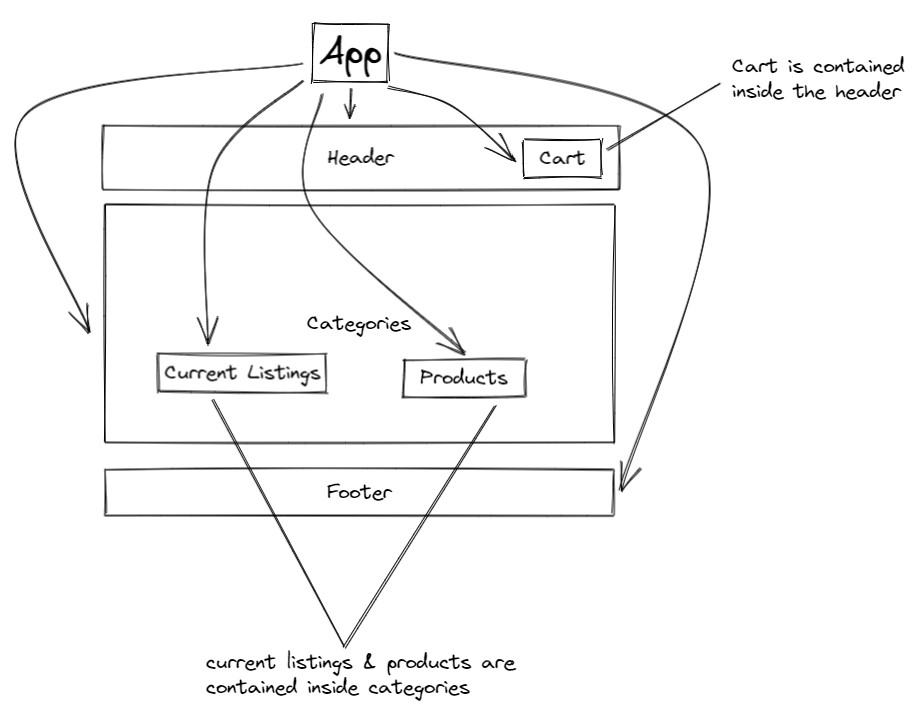 App
Cart is contained
inside the header
Header
Cart
Categories
Current Listings
Products
Footer
current listings & products are
contained inside categories